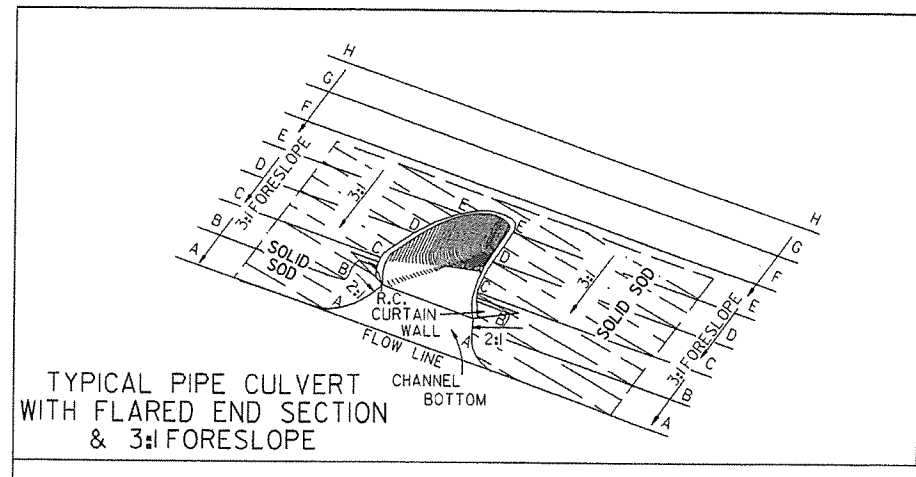 H
G
F
E
D
C
B
A
3:1 FORESLOPE
SOLID
SOD
3:1
2:1
A
B
C
D
E
E
D
C
B
A
R.C.
CURTAIN
WALL
2:1
FLOW LINE
CHANNEL
BOTTOM
3:1
SOLID SOD
H
G
F
E
D
C
B
A
3:1 FORESLOPE
TYPICAL PIPE CULVERT
WITH FLARED END SECTION
& 3:1 FORESLOPE